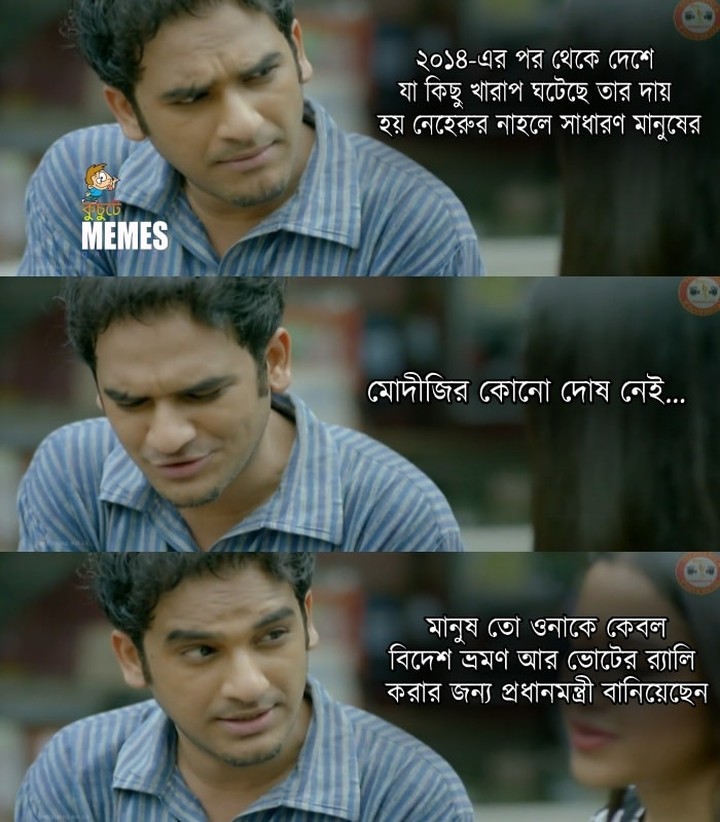 ২০১৪-এর পর থেকে দেশে
যা কিছু খারাপ ঘটেছে তার দায়
হয় নেহেরুর নাহলে সাধারণ মানুষের
কুচুটে
MEMES
মোদীজির কোনো দোষ নেই...
মানুষ তো ওনাকে কেবল
বিদেশ ভ্রমণ আর ভোটের র‍্যালি
করার জন্য প্রধানমন্ত্রী বানিয়েছেন